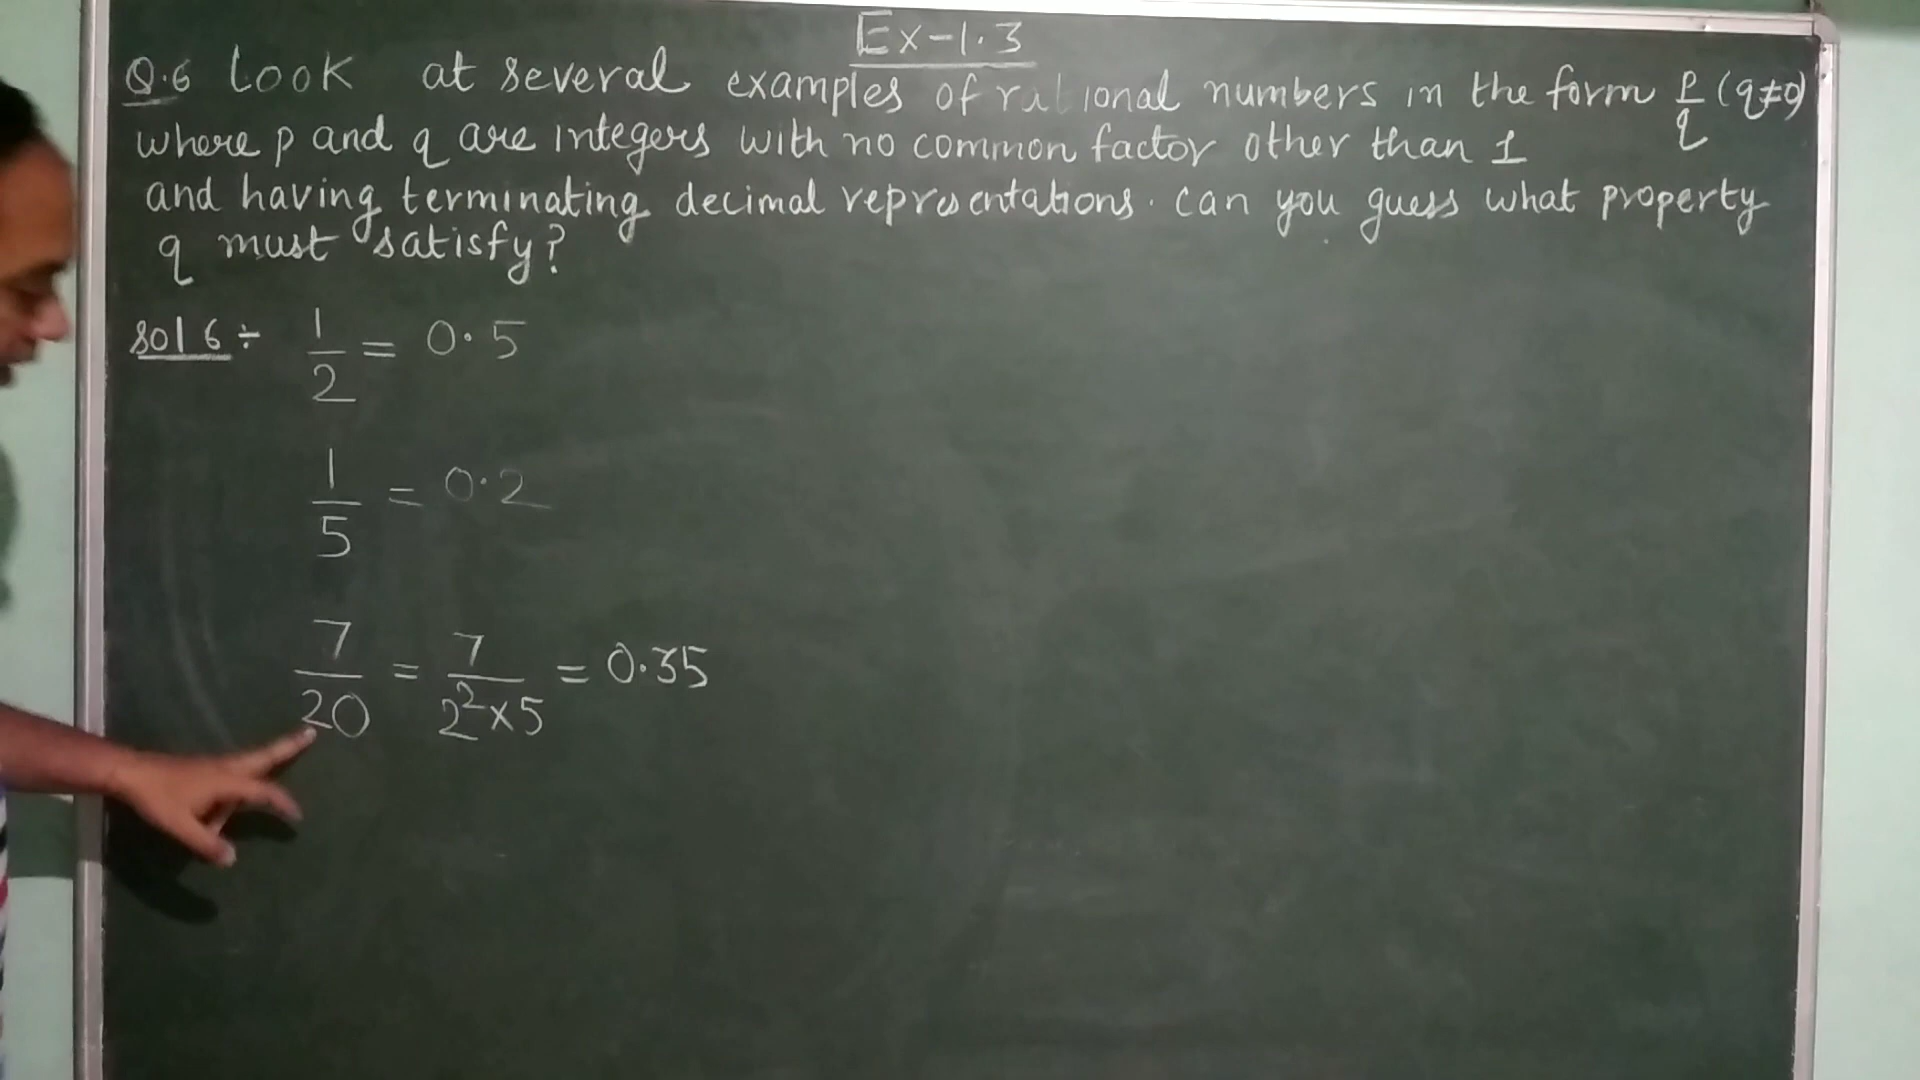 Ex-1.3
Q.6 Look at several examples of rational numbers in the form p/q (q≠0)
where p and q are integers with no common factor other than 1
and having terminating decimal representations. can you guess what property
q must satisfy?
Sol 6 ÷ 1/2 = 0.5
1/5 = 0.2
7/20 = 7/2²×5 = 0.35